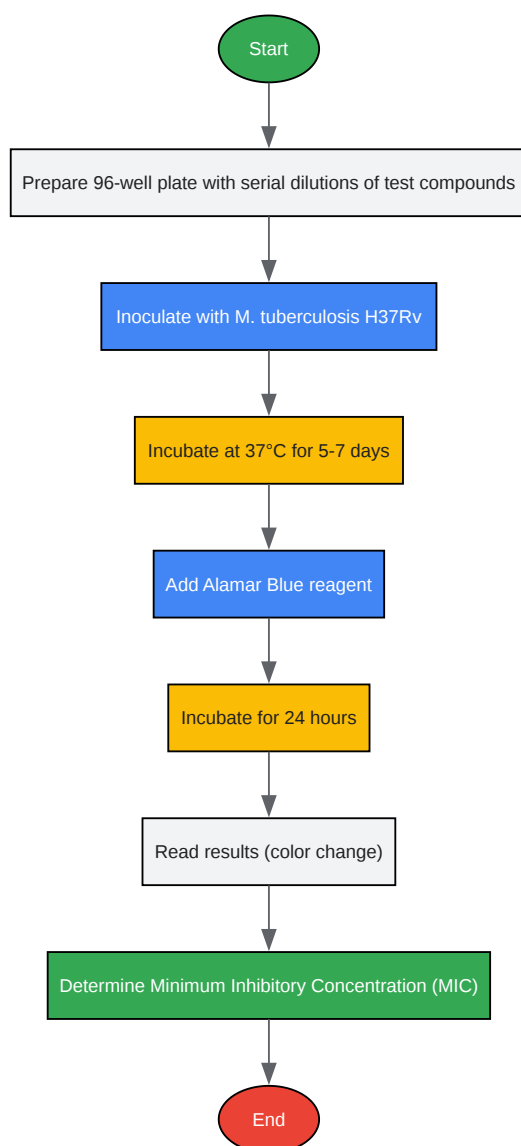 Start
Prepare 96-well plate with serial dilutions of test compounds
Inoculate with M. tuberculosis H37Rv
Incubate at 37°C for 5-7 days
Add Alamar Blue reagent
Incubate for 24 hours
Read results (color change)
Determine Minimum Inhibitory Concentration (MIC)
End